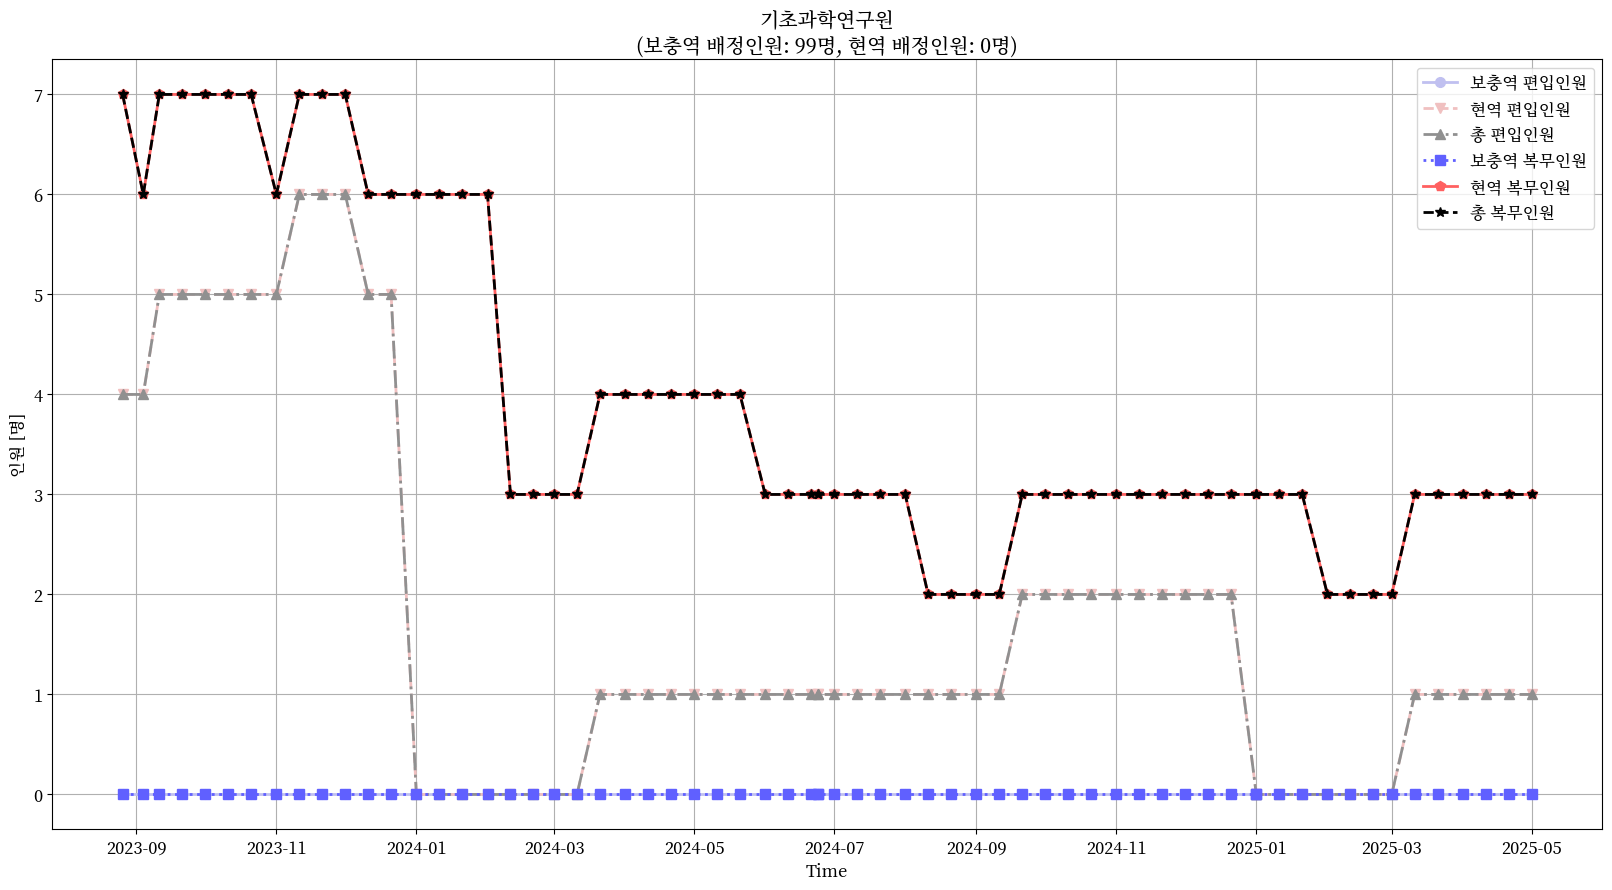 기초과학연구원
(보충역 배정인원: 99명, 현역 배정인원: 0명)
보충역 편입인원
현역 편입인원
총 편입인원
보충역 복무인원
현역 복무인원
총 복무인원
인원 [명]
7
6
5
4
3
2
1
0
2023-09 2023-11 2024-01 2024-03 2024-05 2024-07 2024-09 2024-11 2025-01 2025-03 2025-05
Time